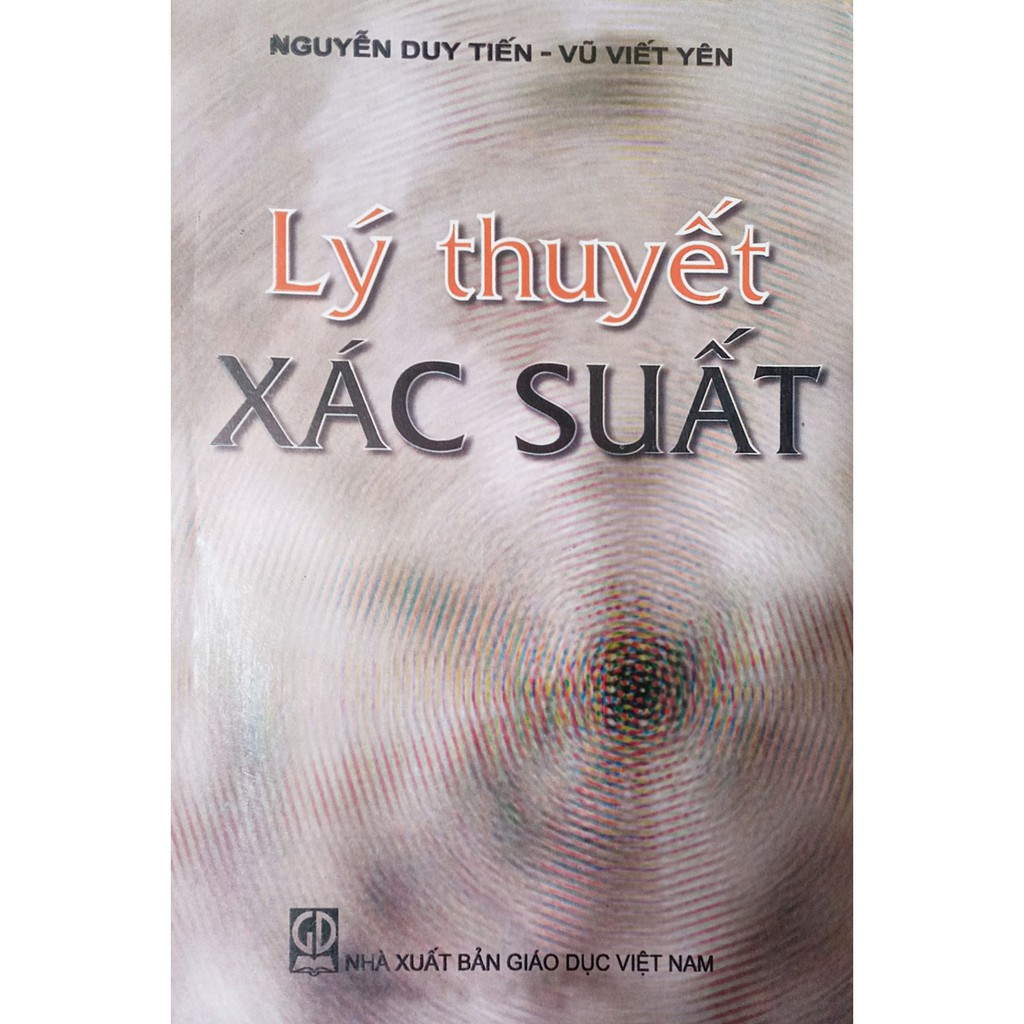 NGUYỄN DUY TIẾN - VŨ VIẾT YÊN
Lý thuyết
XÁC SUẤT
GD
NHÀ XUẤT BẢN GIÁO DỤC VIỆT NAM